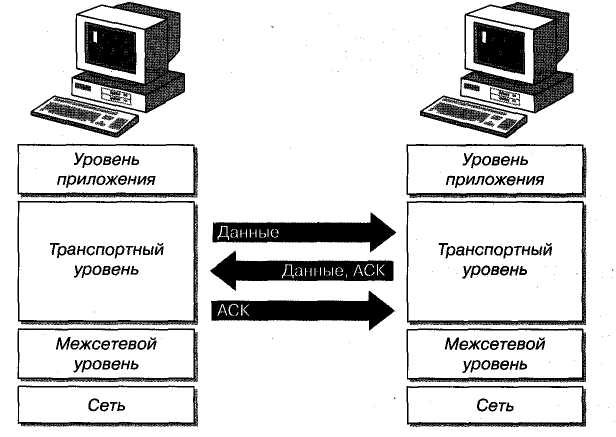 Уровень
приложения
Уровень
приложения
Транспортный
уровень
Данные
Данные, АСК
АСК
Транспортный
уровень
Межсетевой
уровень
Межсетевой
уровень
Сеть
Сеть